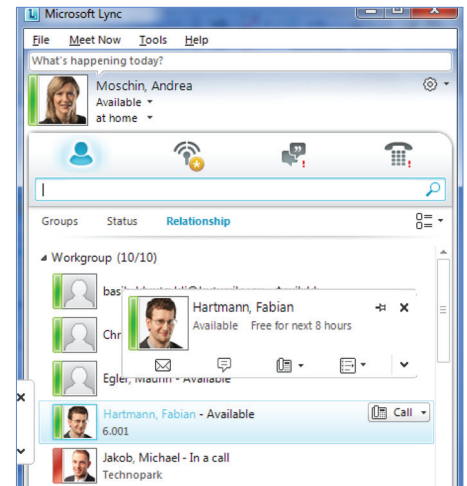 Microsoft Lync
File Meet Now Tools Help
What's happening today?
Moschin, Andrea
Available
at home
Groups Status Relationship
Workgroup (10/10)
Hartmann, Fabian
Available Free for next 8 hours
Chr
Egler, Maurin - Available
Hartmann, Fabian - Available
Call
6.001
Jakob, Michael - In a call
Technopark